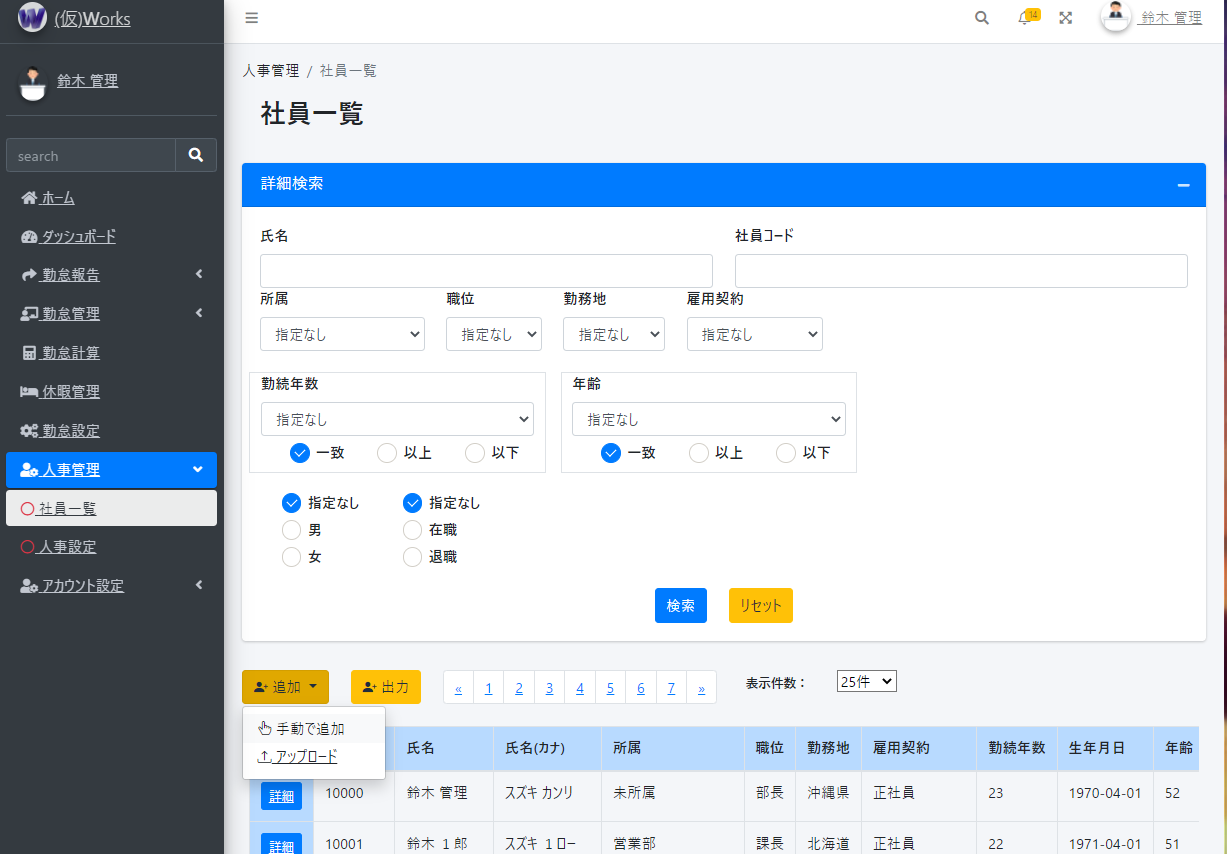 (仮)Works
14
鈴木 管理
人事管理 / 社員一覧
鈴木 管理
社員一覧
search
ホーム
ダッシュボード
勤怠報告
勤怠管理
勤怠計算
休暇管理
勤怠設定
人事管理
社員一覧
人事設定
アカウント設定
詳細検索
氏名 社員コード
所属 職位 勤務地 雇用契約
指定なし 指定なし 指定なし 指定なし
勤続年数 年齢
指定なし 指定なし
一致 以上 以下 一致 以上 以下
指定なし 指定なし
男 在職
女 退職
検索 リセット
追加 出力 « 1 2 3 4 5 6 7 » 表示件数： 25件
手動で追加
アップロード
氏名 氏名(カナ) 所属 職位 勤務地 雇用契約 勤続年数 生年月日 年齢
詳細 10000 鈴木 管理 スズキ カンリ 未所属 部長 沖縄県 正社員 23 1970-04-01 52
詳細 10001 鈴木 １郎 スズキ １ロー 営業部 課長 北海道 正社員 22 1971-04-01 51